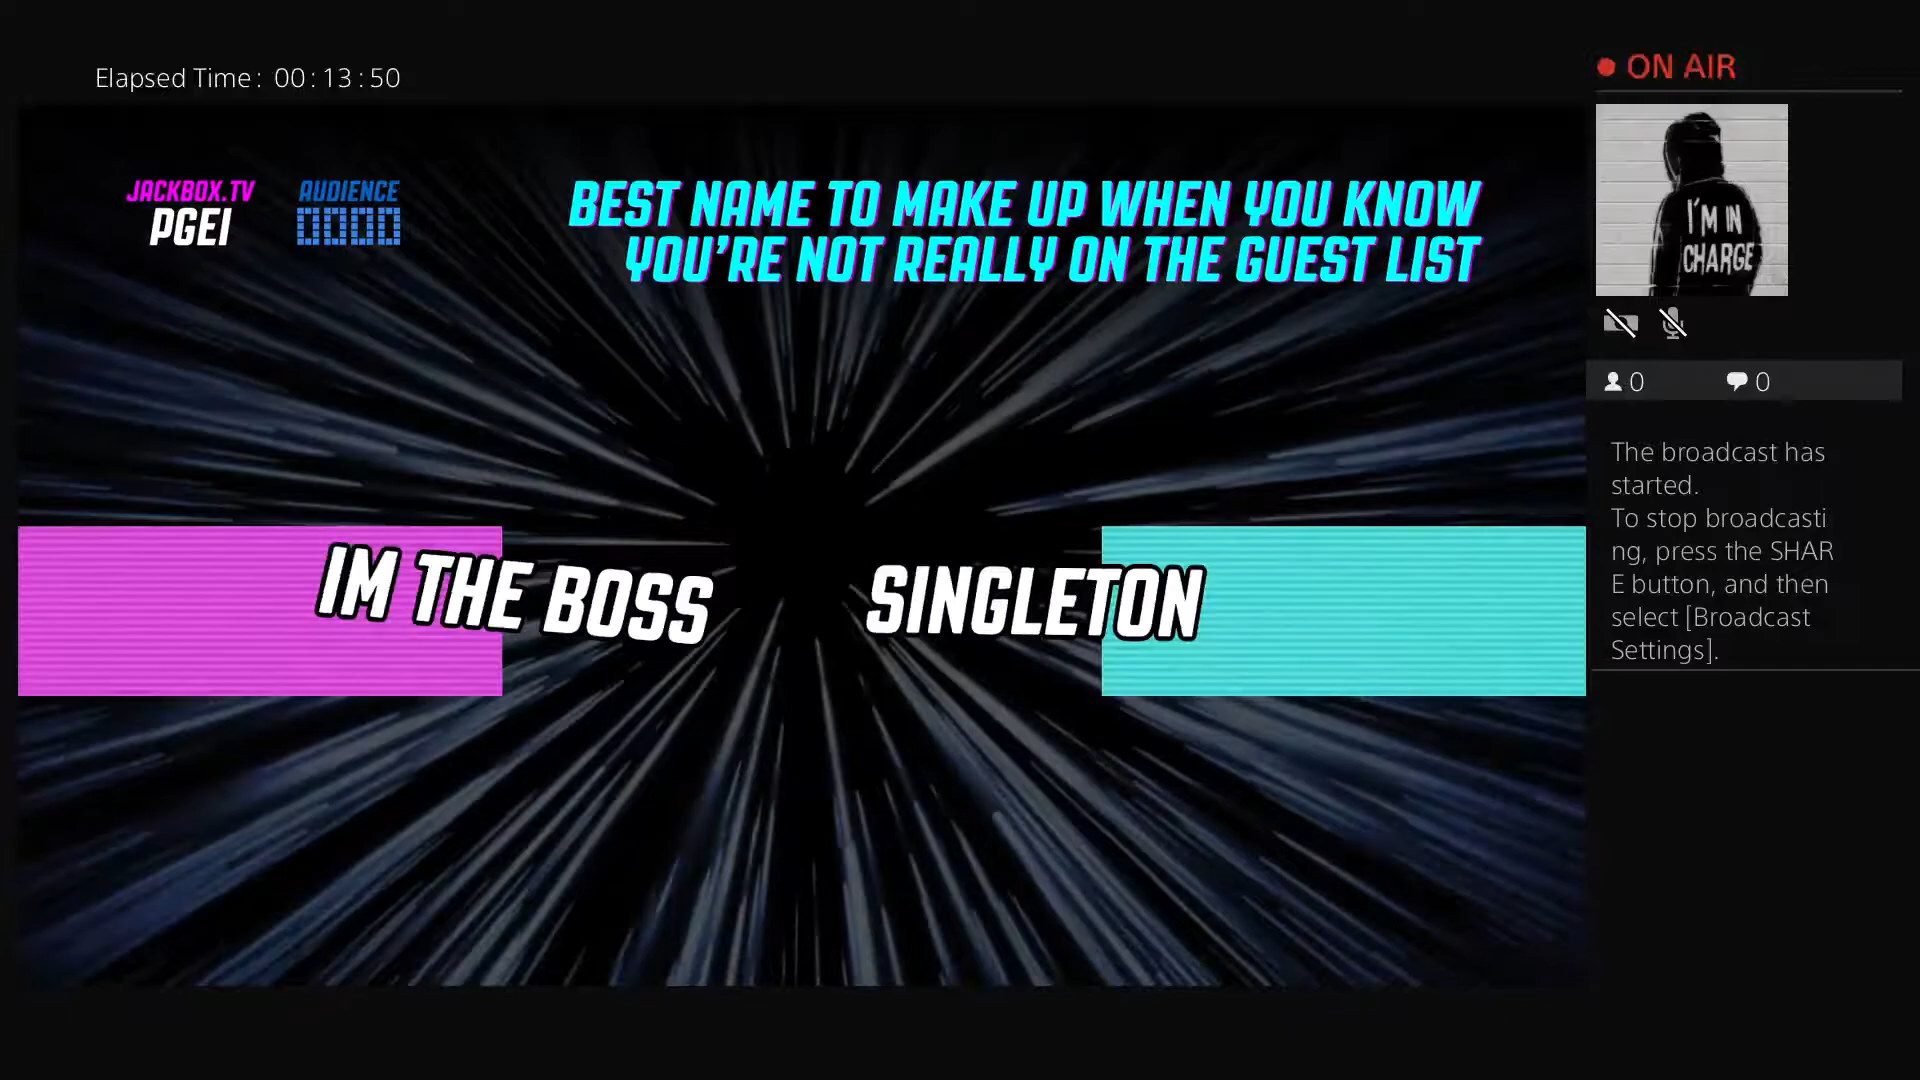 Elapsed Time: 00:13:50
ON AIR
JACKBOX.TV
PGEI
AUDIENCE
0000
BEST NAME TO MAKE UP WHEN YOU KNOW
YOU'RE NOT REALLY ON THE GUEST LIST
I'M IN
CHARGE
0
0
The broadcast has
started.
To stop broadcasti
ng, press the SHAR
E button, and then
select [Broadcast
Settings].
IM THE BOSS
SINGLETON